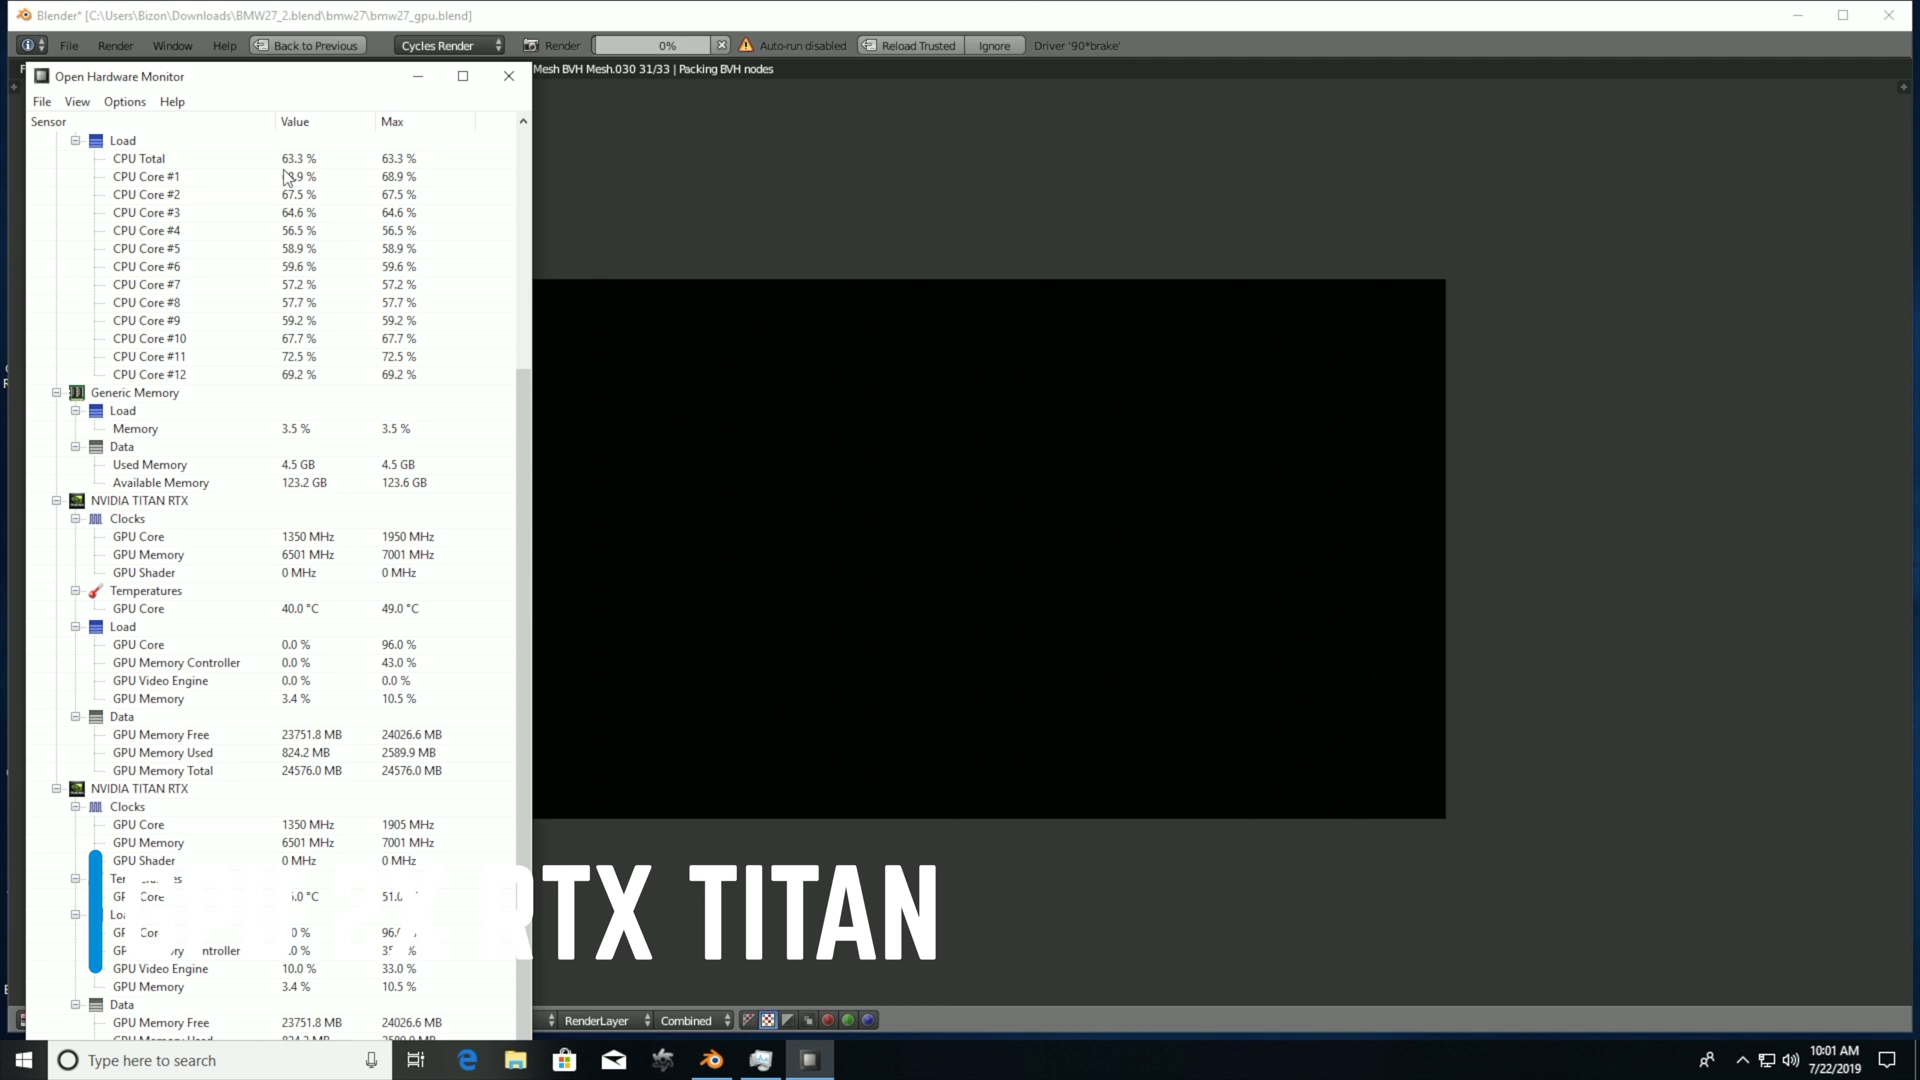 Blender* [C:\Users\Bizon\Downloads\BMW27_2.blend\bmw27\bmw27_gpu.blend]
File Render Window Help Back to Previous Cycles Render Render 0% Auto-run disabled Reload Trusted Ignore Driver '90*brake'
Mesh BVH Mesh.030 31/33 | Packing BVH nodes
Open Hardware Monitor
File View Options Help
Sensor Value Max
Load
CPU Total 63.3 % 63.3 %
CPU Core #1 68.9 %
CPU Core #2 67.5 % 67.5 %
CPU Core #3 64.6 % 64.6 %
CPU Core #4 56.5 % 56.5 %
CPU Core #5 58.9 % 58.9 %
CPU Core #6 59.6 % 59.6 %
CPU Core #7 57.2 % 57.2 %
CPU Core #8 57.7 % 57.7 %
CPU Core #9 59.2 % 59.2 %
CPU Core #10 67.7 % 67.7 %
CPU Core #11 72.5 % 72.5 %
CPU Core #12 69.2 % 69.2 %
Generic Memory
Load
Memory 3.5 % 3.5 %
Data
Used Memory 4.5 GB 4.5 GB
Available Memory 123.2 GB 123.6 GB
NVIDIA TITAN RTX
Clocks
GPU Core 1350 MHz 1950 MHz
GPU Memory 6501 MHz 7001 MHz
GPU Shader 0 MHz 0 MHz
Temperatures
GPU Core 40.0 °C 49.0 °C
Load
GPU Core 0.0 % 96.0 %
GPU Memory Controller 0.0 % 43.0 %
GPU Video Engine 0.0 % 0.0 %
GPU Memory 3.4 % 10.5 %
Data
GPU Memory Free 23751.8 MB 24026.6 MB
GPU Memory Used 824.2 MB 2589.9 MB
GPU Memory Total 24576.0 MB 24576.0 MB
NVIDIA TITAN RTX
Clocks
GPU Core 1350 MHz 1905 MHz
GPU Memory 6501 MHz 7001 MHz
GPU Shader 0 MHz 0 MHz
RTX TITAN
GPU Video Engine 10.0 % 33.0 %
GPU Memory 3.4 % 10.5 %
Data
GPU Memory Free 23751.8 MB 24026.6 MB
RenderLayer Combined
Type here to search
10:01 AM
7/22/2019